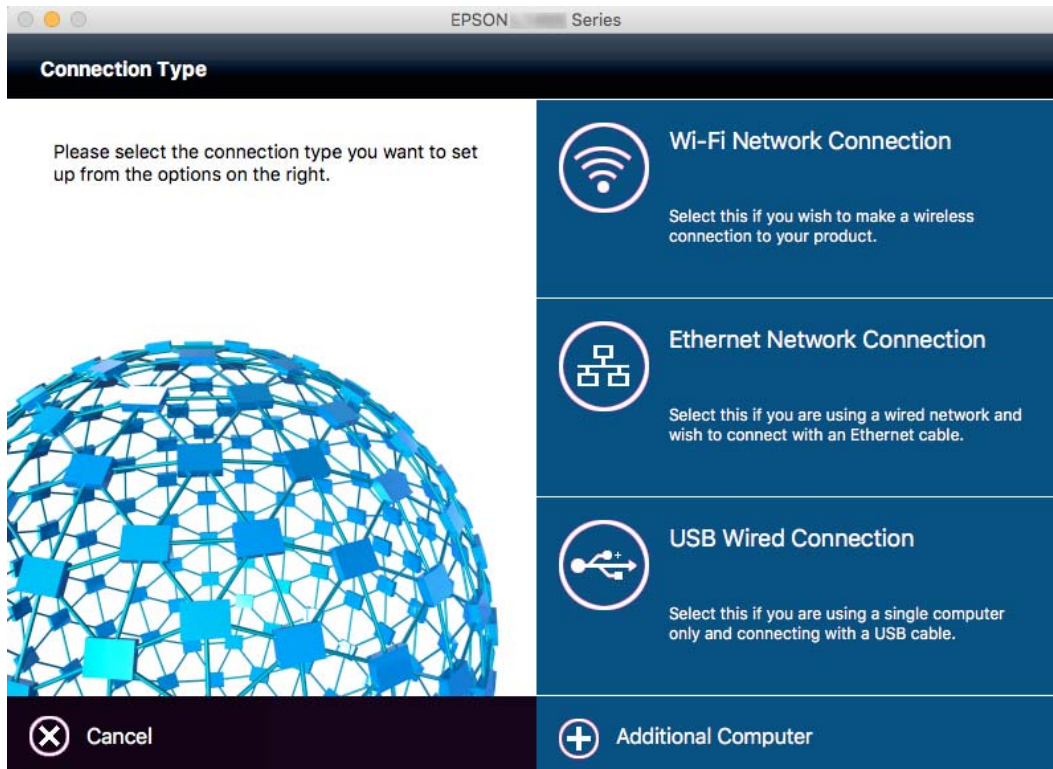 EPSON Series
Connection Type
Please select the connection type you want to set
up from the options on the right.
Wi-Fi Network Connection
Select this if you wish to make a wireless
connection to your product.
Ethernet Network Connection
Select this if you are using a wired network and
wish to connect with an Ethernet cable.
USB Wired Connection
Select this if you are using a single computer
only and connecting with a USB cable.
Cancel
Additional Computer